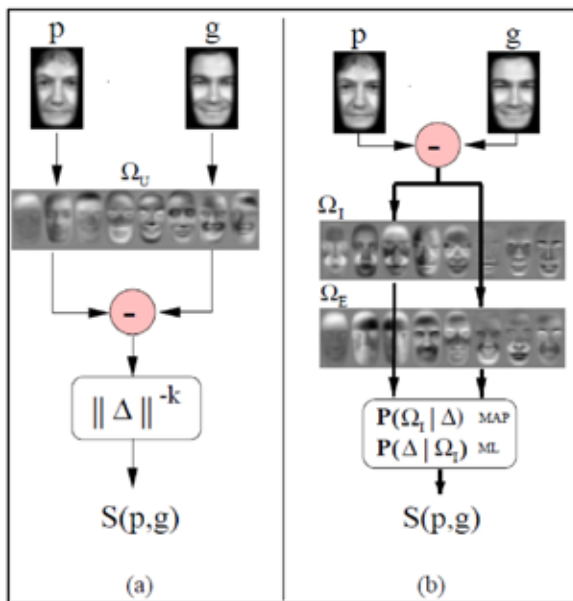 p g
Ω_U
-
‖ Δ ‖^-k
S(p,g)
(a)
p g
-
Ω_I
Ω_E
P(Ω_I | Δ) MAP
P(Δ | Ω_I) ML
S(p,g)
(b)